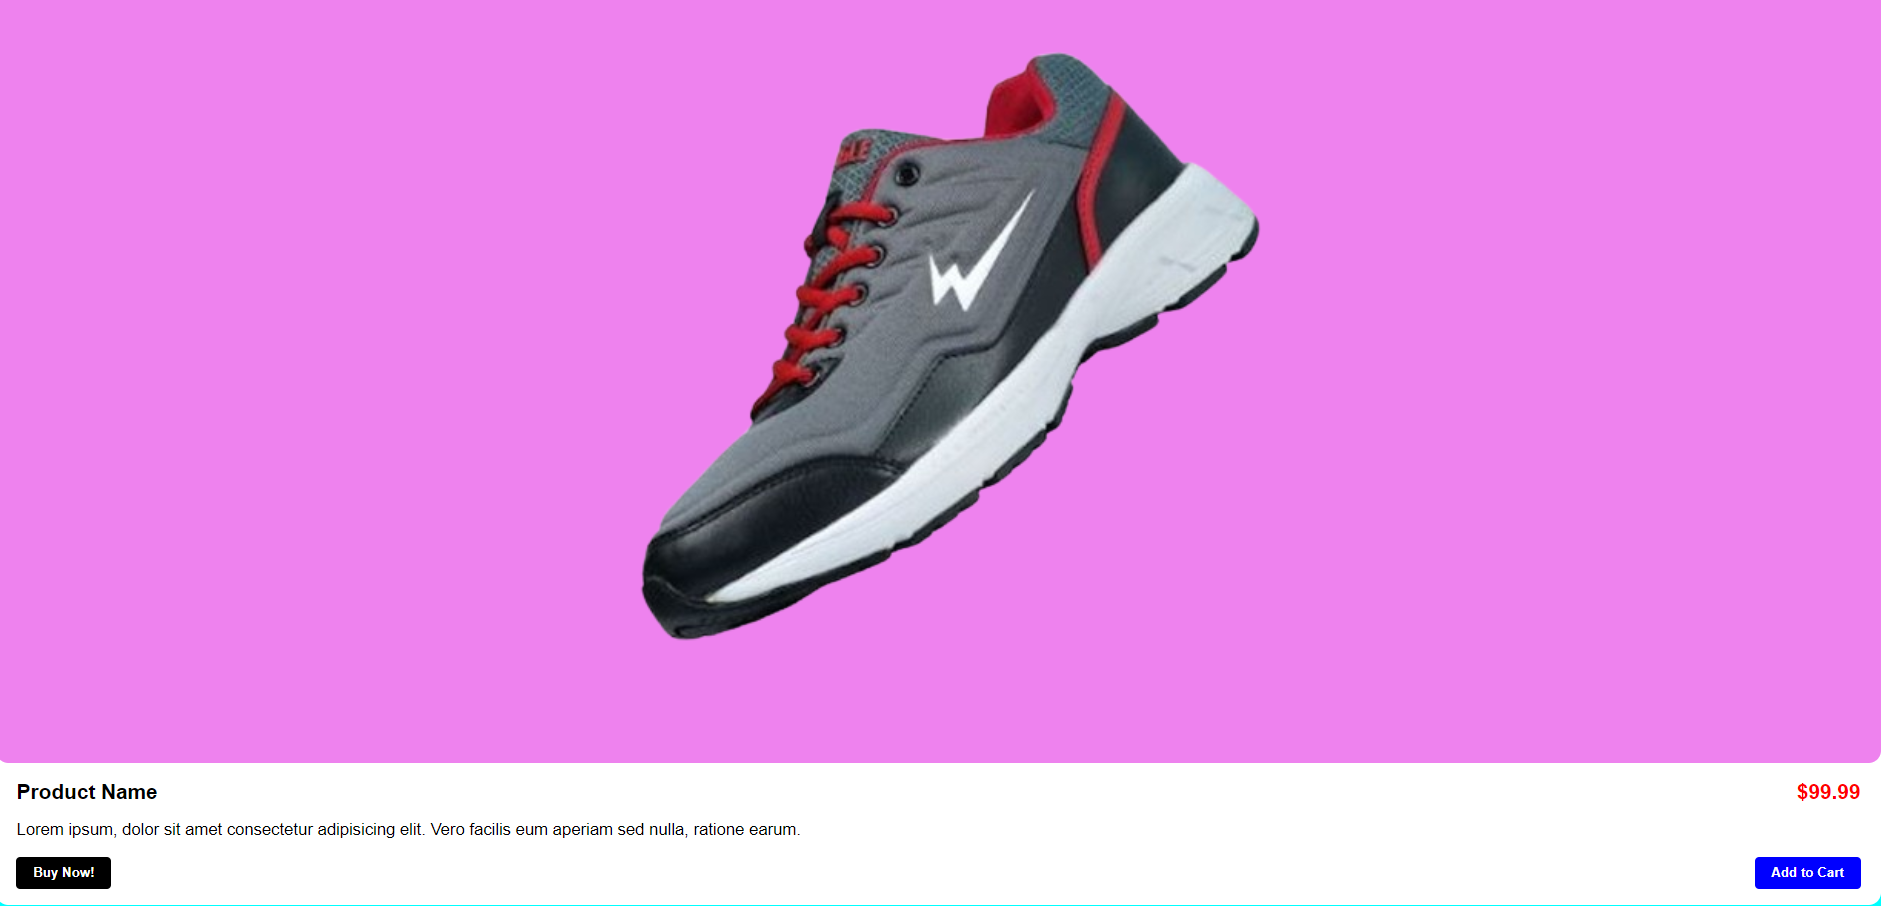 Product Name
$99.99
Lorem ipsum, dolor sit amet consectetur adipisicing elit. Vero facilis eum aperiam sed nulla, ratione earum.
Buy Now!
Add to Cart